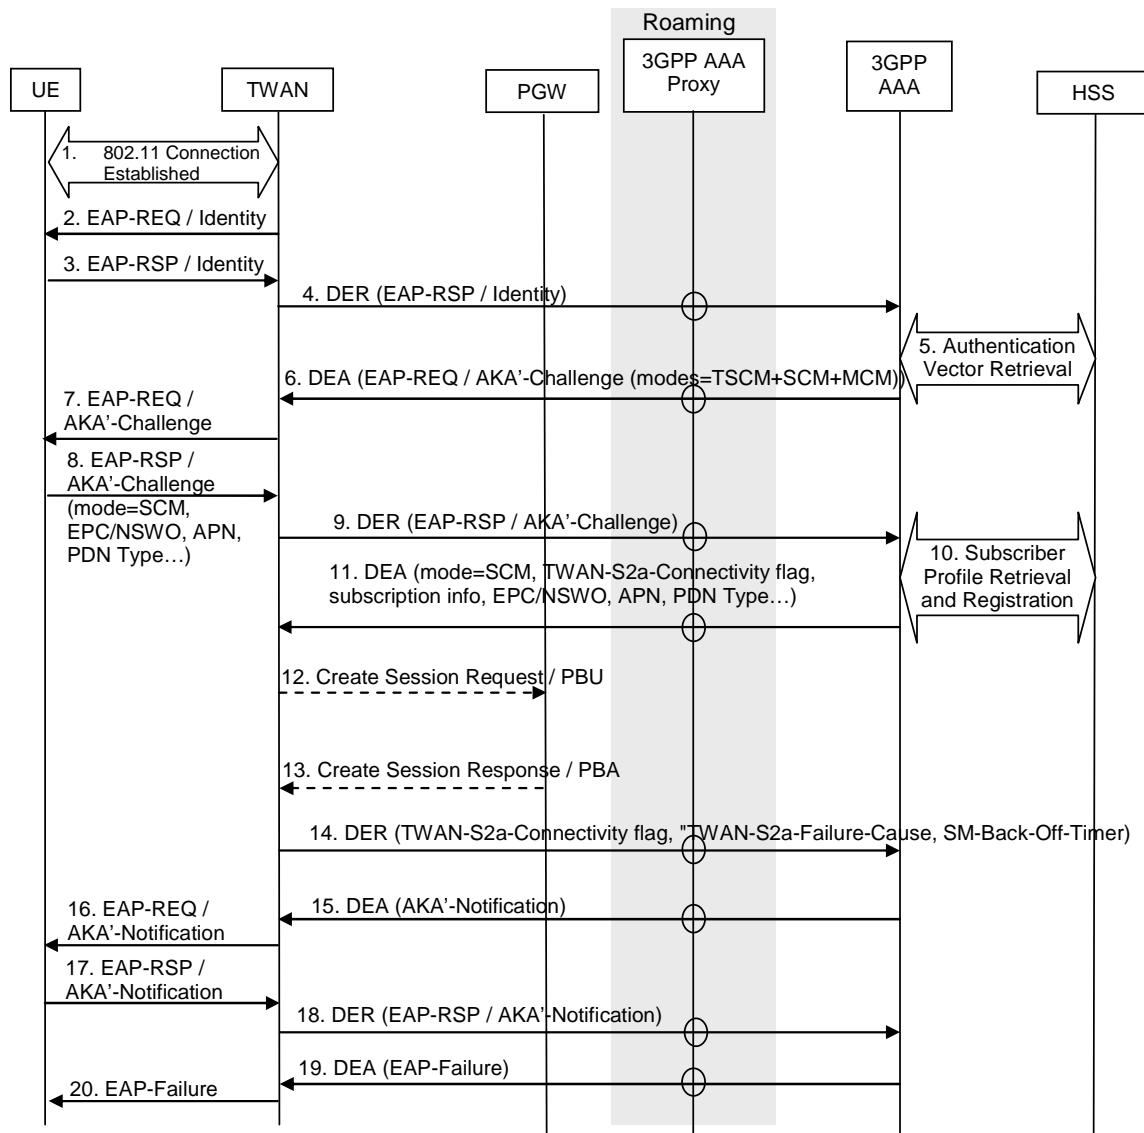 Roaming
UE
TWAN
PGW
3GPP AAA
Proxy
3GPP
AAA
HSS
1. 802.11 Connection
Established
2. EAP-REQ / Identity
3. EAP-RSP / Identity
4. DER (EAP-RSP / Identity)
5. Authentication
Vector Retrieval
6. DEA (EAP-REQ / AKA’-Challenge (modes=TSCM+SCM+MCM))
7. EAP-REQ /
AKA’-Challenge
8. EAP-RSP /
AKA’-Challenge
(mode=SCM,
EPC/NSWO, APN,
PDN Type…)
9. DER (EAP-RSP / AKA’-Challenge)
10. Subscriber
Profile Retrieval
and Registration
11. DEA (mode=SCM, TWAN-S2a-Connectivity flag,
subscription info, EPC/NSWO, APN, PDN Type…)
12. Create Session Request / PBU
13. Create Session Response / PBA
14. DER (TWAN-S2a-Connectivity flag, "TWAN-S2a-Failure-Cause, SM-Back-Off-Timer)
15. DEA (AKA’-Notification)
16. EAP-REQ /
AKA’-Notification
17. EAP-RSP /
AKA’-Notification
18. DER (EAP-RSP / AKA’-Notification)
19. DEA (EAP-Failure)
20. EAP-Failure